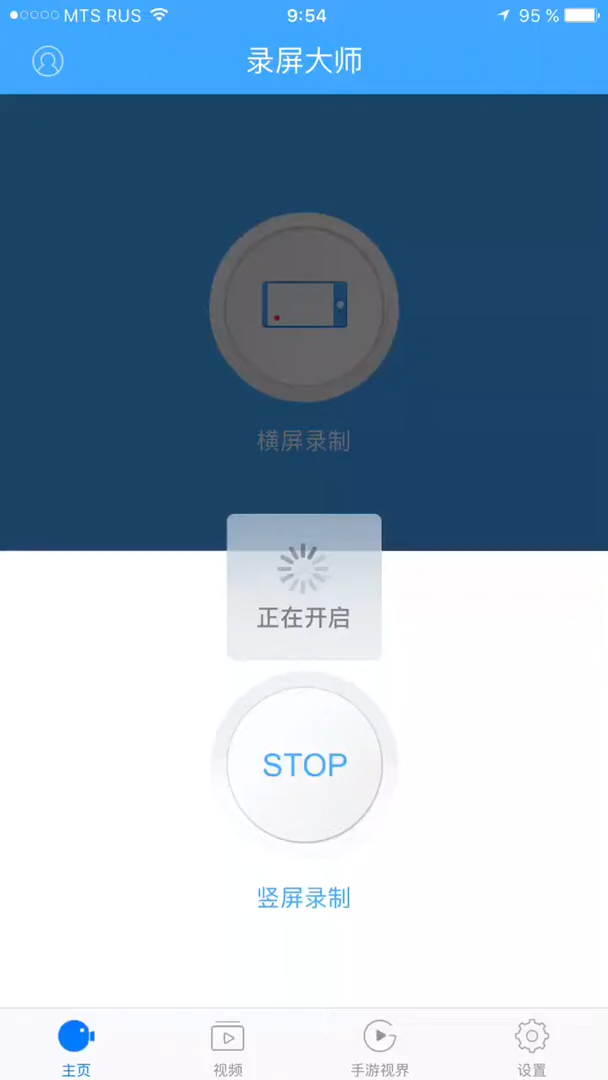 MTS RUS 9:54 95 %
录屏大师
横屏录制
正在开启
STOP
竖屏录制
主页 视频 手游视界 设置